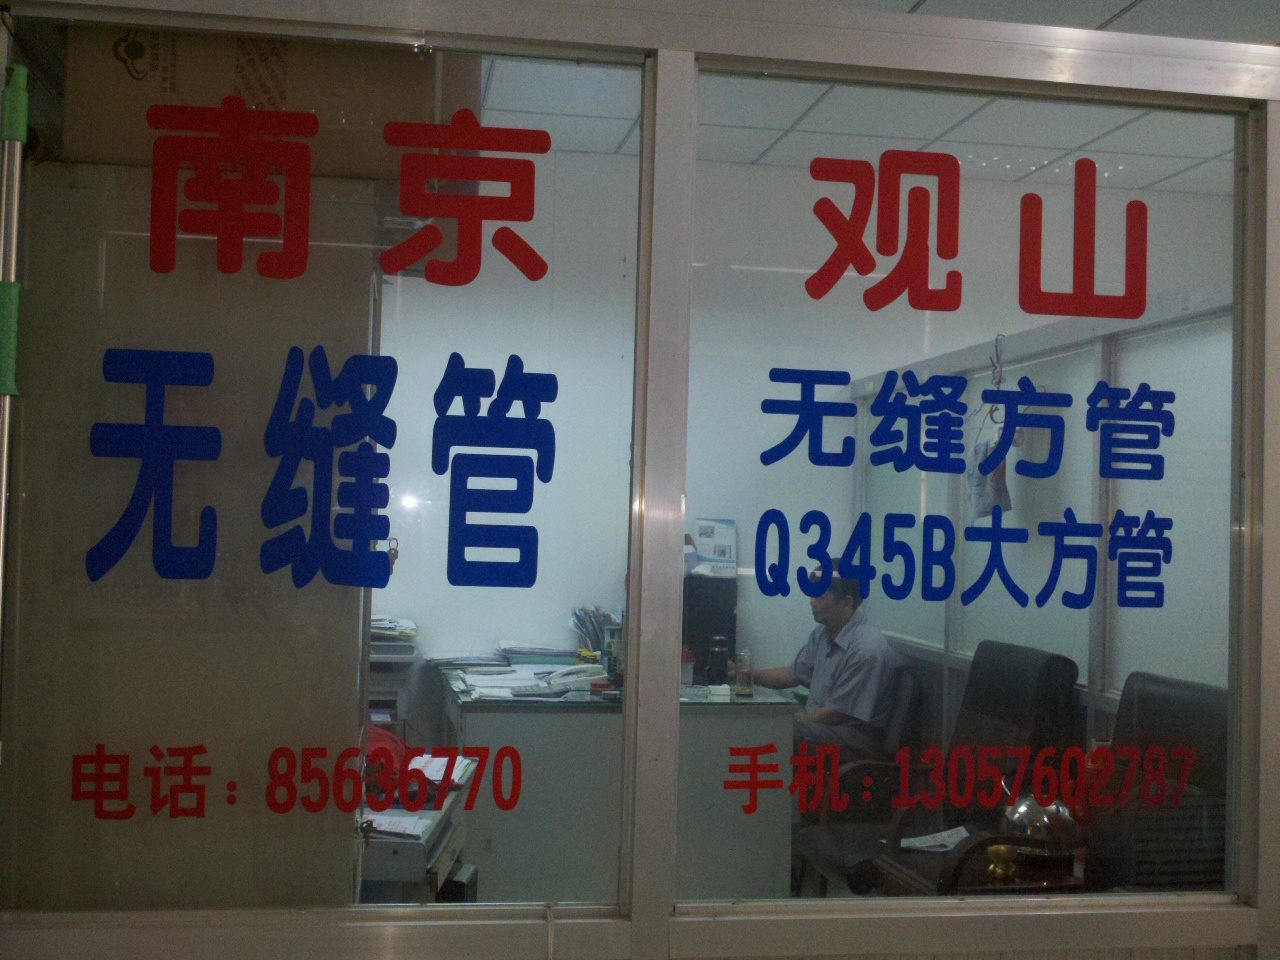 南京 观山
无缝管
无缝方管
Q345B大方管
电话：85636770
手机：13057602787